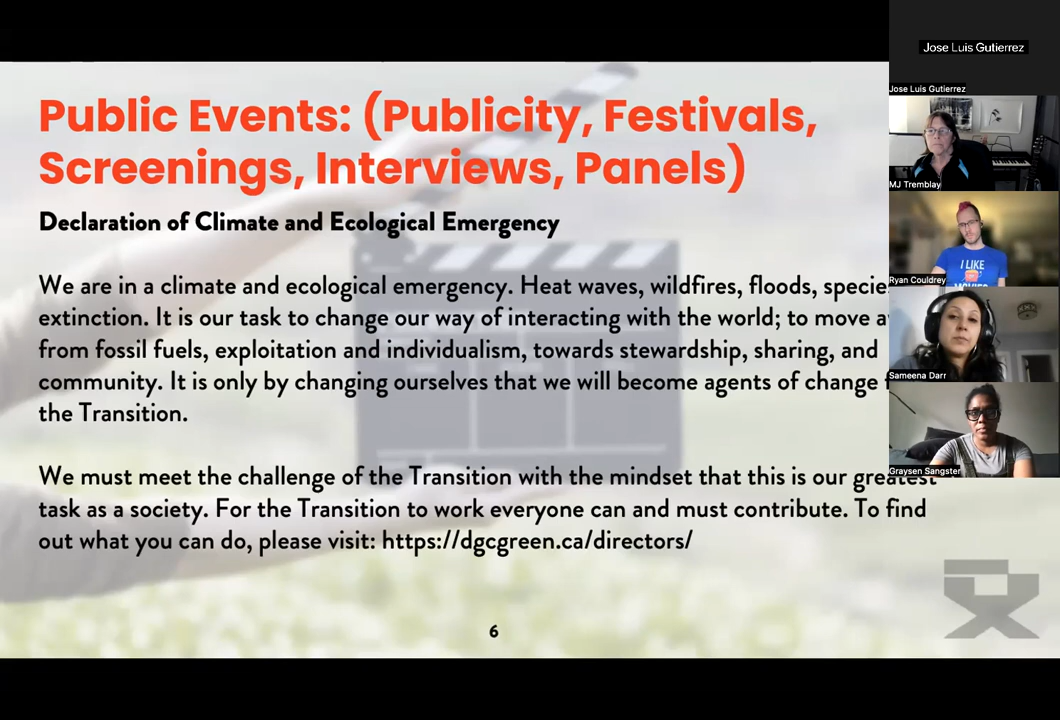 Public Events: (Publicity, Festivals,
Screenings, Interviews, Panels)
Declaration of Climate and Ecological Emergency
We are in a climate and ecological emergency. Heat waves, wildfires, floods,
extinction. It is our task to change our way of interacting with the world; to move
from fossil fuels, exploitation and individualism, towards stewardship, sharing, and
community. It is only by changing ourselves that we will become agents of change
the Transition.
We must meet the challenge of the Transition with the mindset that this is our greatest
task as a society. For the Transition to work everyone can and must contribute. To find
out what you can do, please visit: https://dgcgreen.ca/directors/
6
Jose Luis Gutierrez
Jose Luis Gutierrez
MJ Tremblay
I LIKE
Ryan Couldrey
Sameena Darr
Graysen Sangster